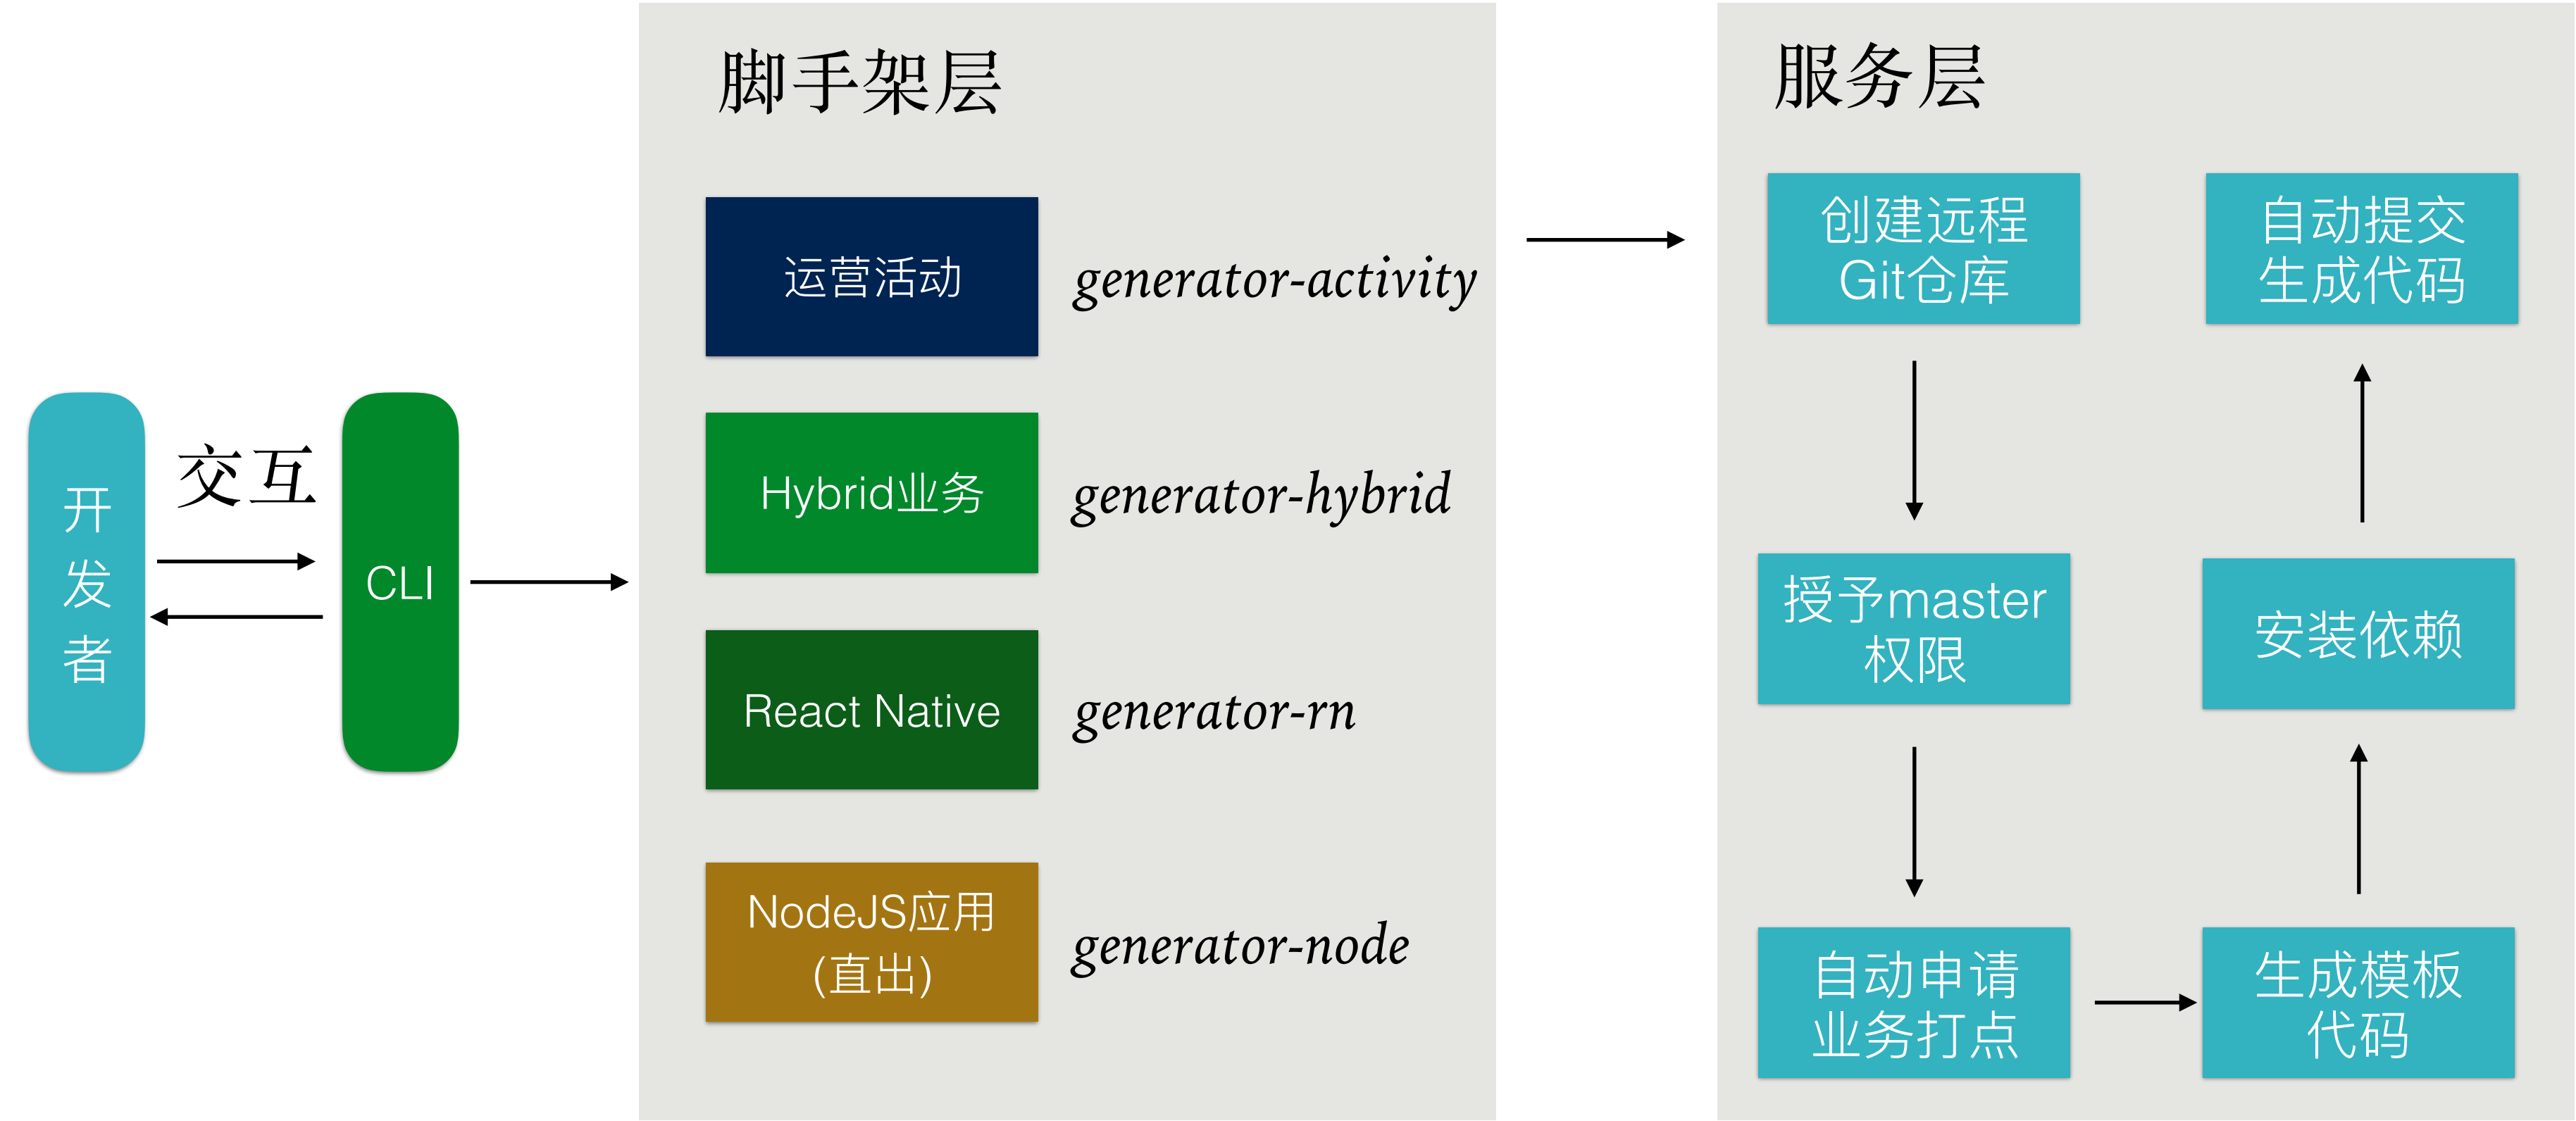 开
发
者
交互
CLI
脚手架层
运营活动
generator-activity
Hybrid业务
generator-hybrid
React Native
generator-rn
NodeJS应用
(直出)
generator-node
服务层
创建远程
Git仓库
授予master
权限
自动申请
业务打点
生成模板
代码
安装依赖
自动提交
生成代码